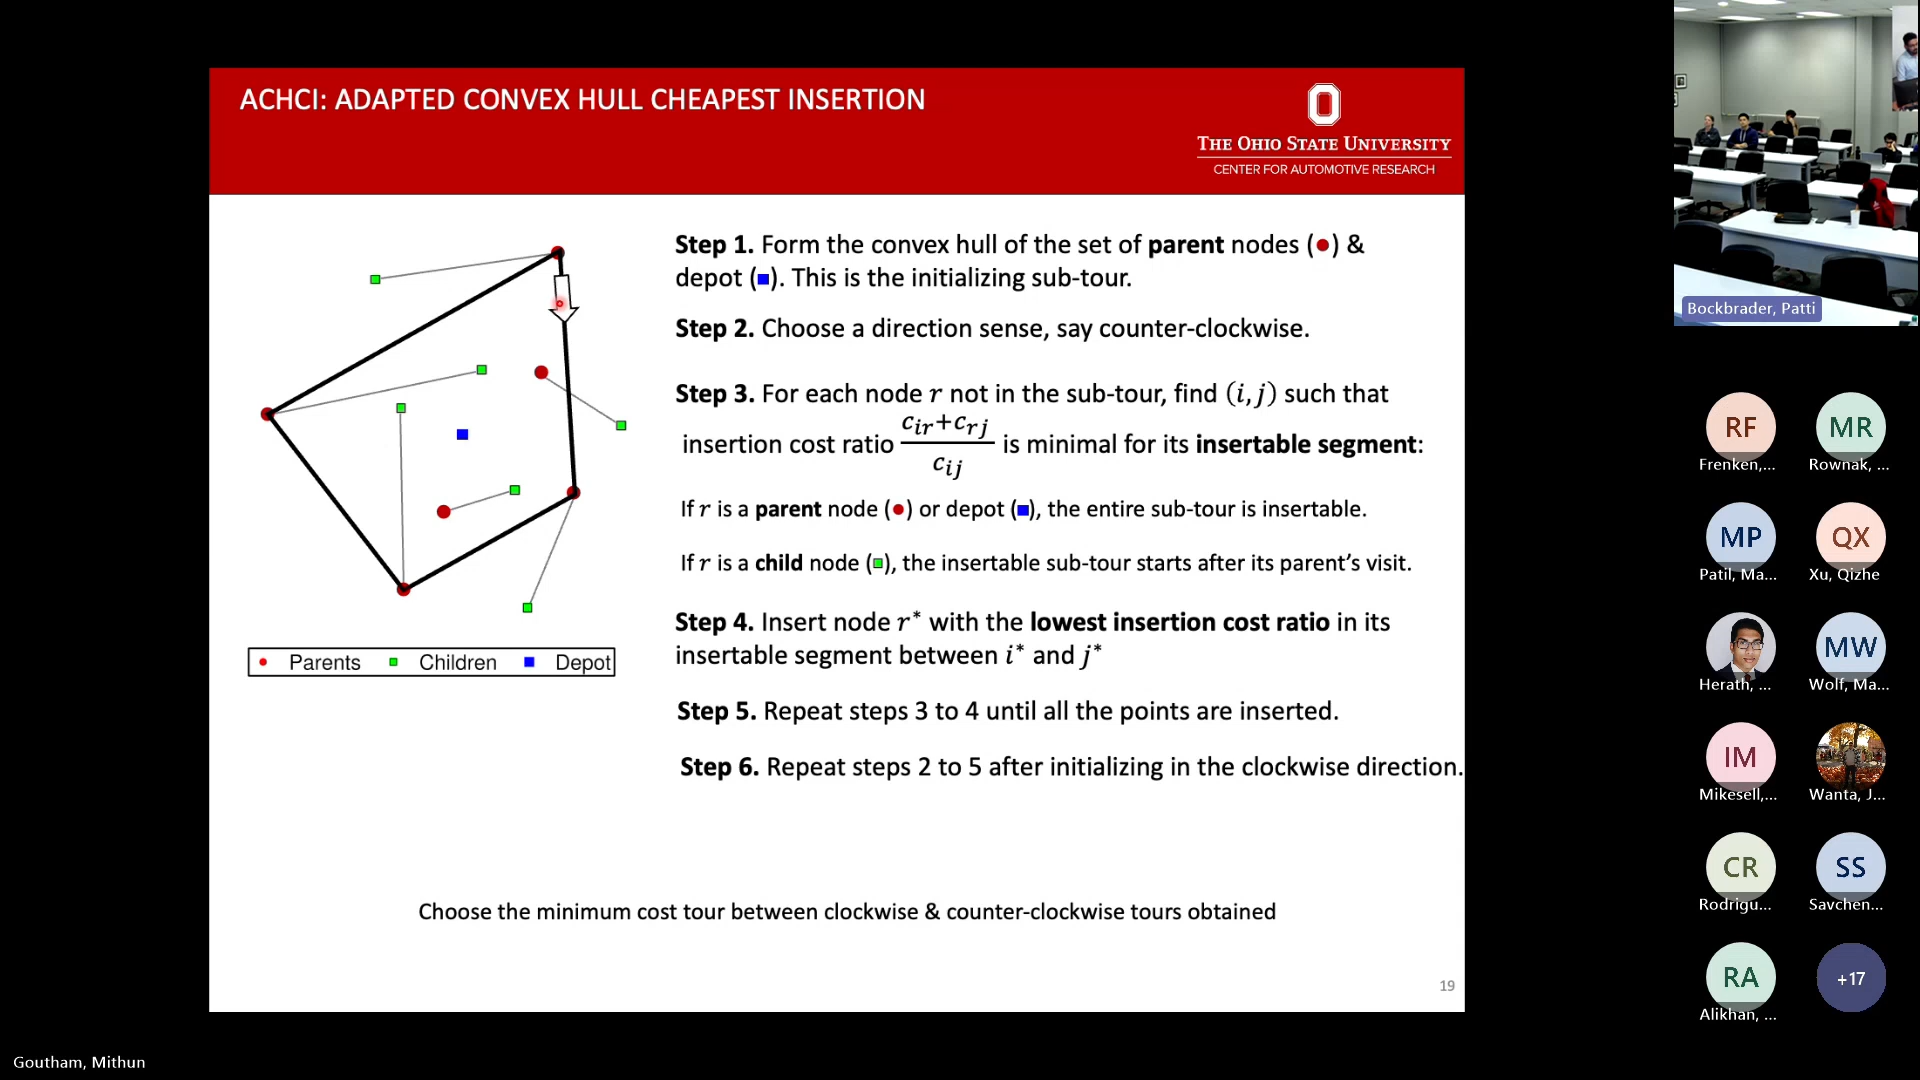 ACHCI: ADAPTED CONVEX HULL CHEAPEST INSERTION
O
THE OHIO STATE UNIVERSITY
CENTER FOR AUTOMOTIVE RESEARCH
Step 1. Form the convex hull of the set of parent nodes (●) &
depot (■). This is the initializing sub-tour.
Step 2. Choose a direction sense, say counter-clockwise.
Step 3. For each node r not in the sub-tour, find (i,j) such that
insertion cost ratio (c_ir+c_rj)/c_ij is minimal for its insertable segment:
If r is a parent node (●) or depot (■), the entire sub-tour is insertable.
If r is a child node (■), the insertable sub-tour starts after its parent's visit.
Step 4. Insert node r* with the lowest insertion cost ratio in its
insertable segment between i* and j*
Step 5. Repeat steps 3 to 4 until all the points are inserted.
Step 6. Repeat steps 2 to 5 after initializing in the clockwise direction.
Parents Children Depot
Choose the minimum cost tour between clockwise & counter-clockwise tours obtained
19
Goutham, Mithun
Bockbrader, Patti
RF MR
Frenken,... Rownak, ...
MP QX
Patil, Ma... Xu, Qizhe
MW
Herath, ... Wolf, Ma...
IM
Mikesell,... Wanta, J...
CR SS
Rodrigu... Savchen...
RA +17
Alikhan, ...